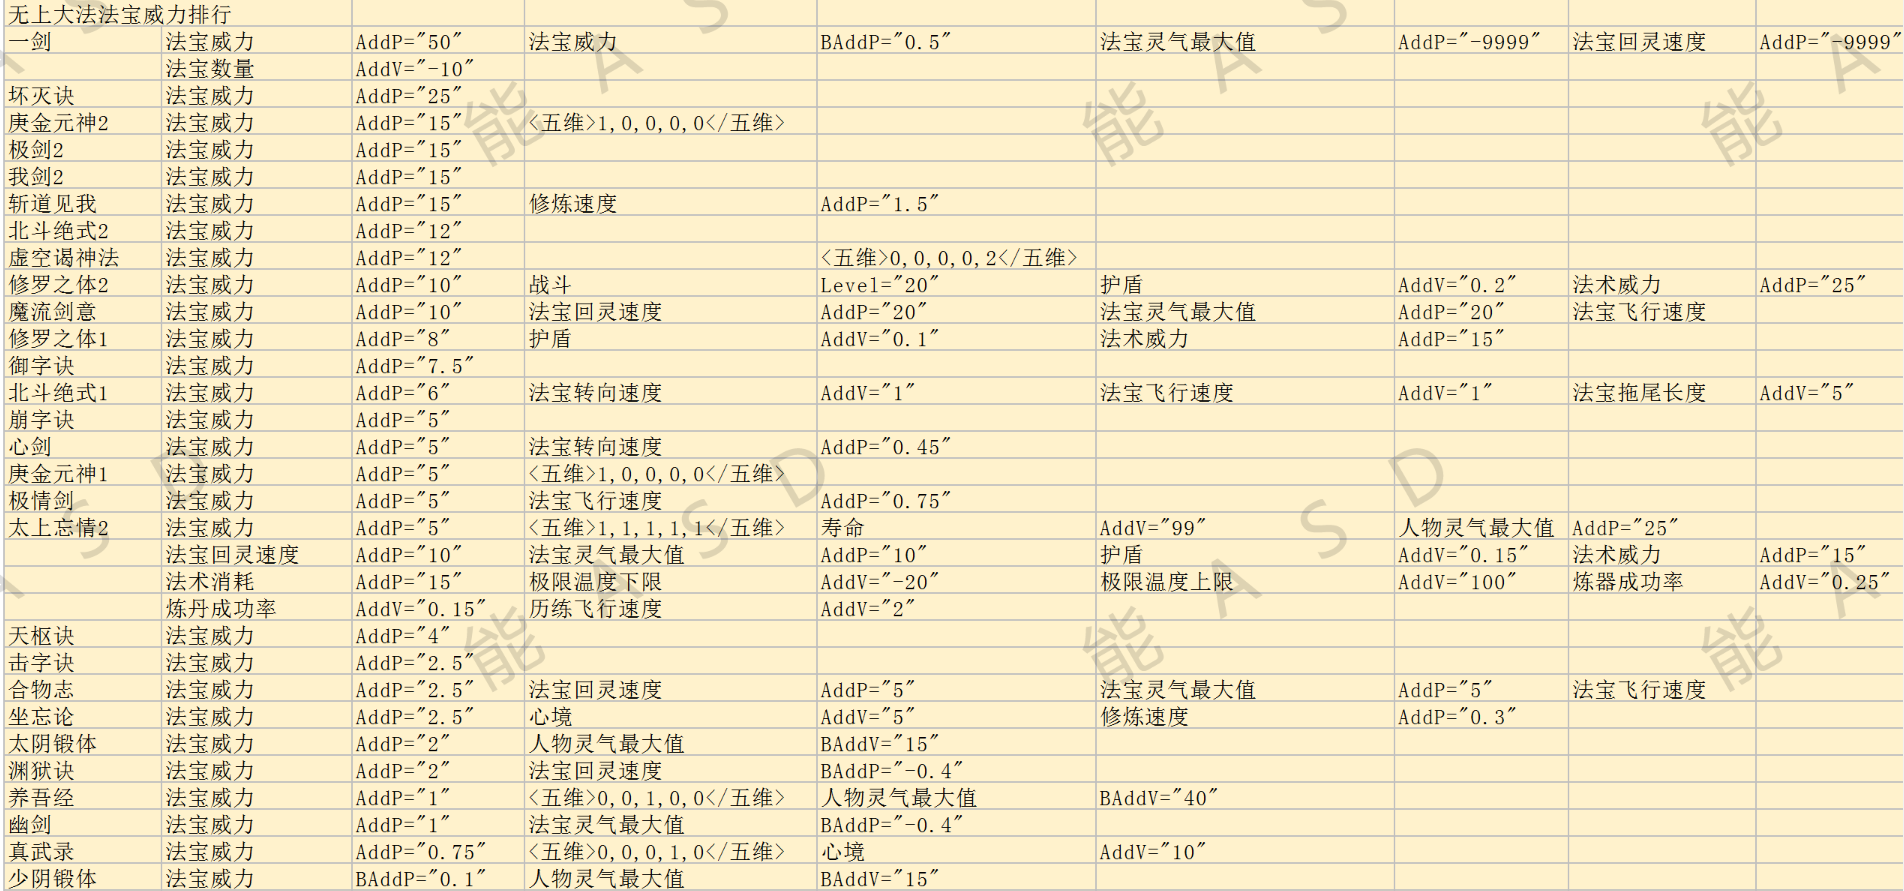 无上大法法宝威力排行
一剑 法宝威力 AddP="50" 法宝威力 BAddP="0.5" 法宝灵气最大值 AddP="-9999" 法宝回灵速度 AddP="-9999"
法宝数量 AddV="-10"
坏灭诀 法宝威力 AddP="25"
庚金元神2 法宝威力 AddP="15" <五维>1,0,0,0,0</五维>
极剑2 法宝威力 AddP="15"
我剑2 法宝威力 AddP="15"
斩道见我 法宝威力 AddP="15" 修炼速度 AddP="1.5"
北斗绝式2 法宝威力 AddP="12"
虚空谒神法 法宝威力 AddP="12" <五维>0,0,0,0,2</五维>
修罗之体2 法宝威力 AddP="10" 战斗 Level="20" 护盾 AddV="0.2" 法术威力 AddP="25"
魔流剑意 法宝威力 AddP="10" 法宝回灵速度 AddP="20" 法宝灵气最大值 AddP="20" 法宝飞行速度
修罗之体1 法宝威力 AddP="8" 护盾 AddV="0.1" 法术威力 AddP="15"
御字诀 法宝威力 AddP="7.5"
北斗绝式1 法宝威力 AddP="6" 法宝转向速度 AddV="1" 法宝飞行速度 AddV="1" 法宝拖尾长度 AddV="5"
崩字诀 法宝威力 AddP="5"
心剑 法宝威力 AddP="5" 法宝转向速度 AddP="0.45"
庚金元神1 法宝威力 AddP="5" <五维>1,0,0,0,0</五维>
极情剑 法宝威力 AddP="5" 法宝飞行速度 AddP="0.75"
太上忘情2 法宝威力 AddP="5" <五维>1,1,1,1,1</五维> 寿命 AddV="99" 人物灵气最大值 AddP="25"
法宝回灵速度 AddP="10" 法宝灵气最大值 AddP="10" 护盾 AddV="0.15" 法术威力 AddP="15"
法术消耗 AddP="15" 极限温度下限 AddV="-20" 极限温度上限 AddV="100" 炼器成功率 AddV="0.25"
炼丹成功率 AddV="0.15" 历练飞行速度 AddV="2"
天枢诀 法宝威力 AddP="4"
击字诀 法宝威力 AddP="2.5"
合物志 法宝威力 AddP="2.5" 法宝回灵速度 AddP="5" 法宝灵气最大值 AddP="5" 法宝飞行速度
坐忘论 法宝威力 AddP="2.5" 心境 AddV="5" 修炼速度 AddP="0.3"
太阴锻体 法宝威力 AddP="2" 人物灵气最大值 BAddV="15"
渊狱诀 法宝威力 AddP="2" 法宝回灵速度 BAddP="-0.4"
养吾经 法宝威力 AddP="1" <五维>0,0,1,0,0</五维> 人物灵气最大值 BAddV="40"
幽剑 法宝威力 AddP="1" 法宝灵气最大值 BAddP="-0.4"
真武录 法宝威力 AddP="0.75" <五维>0,0,0,1,0</五维> 心境 AddV="10"
少阴锻体 法宝威力 BAddP="0.1" 人物灵气最大值 BAddV="15"